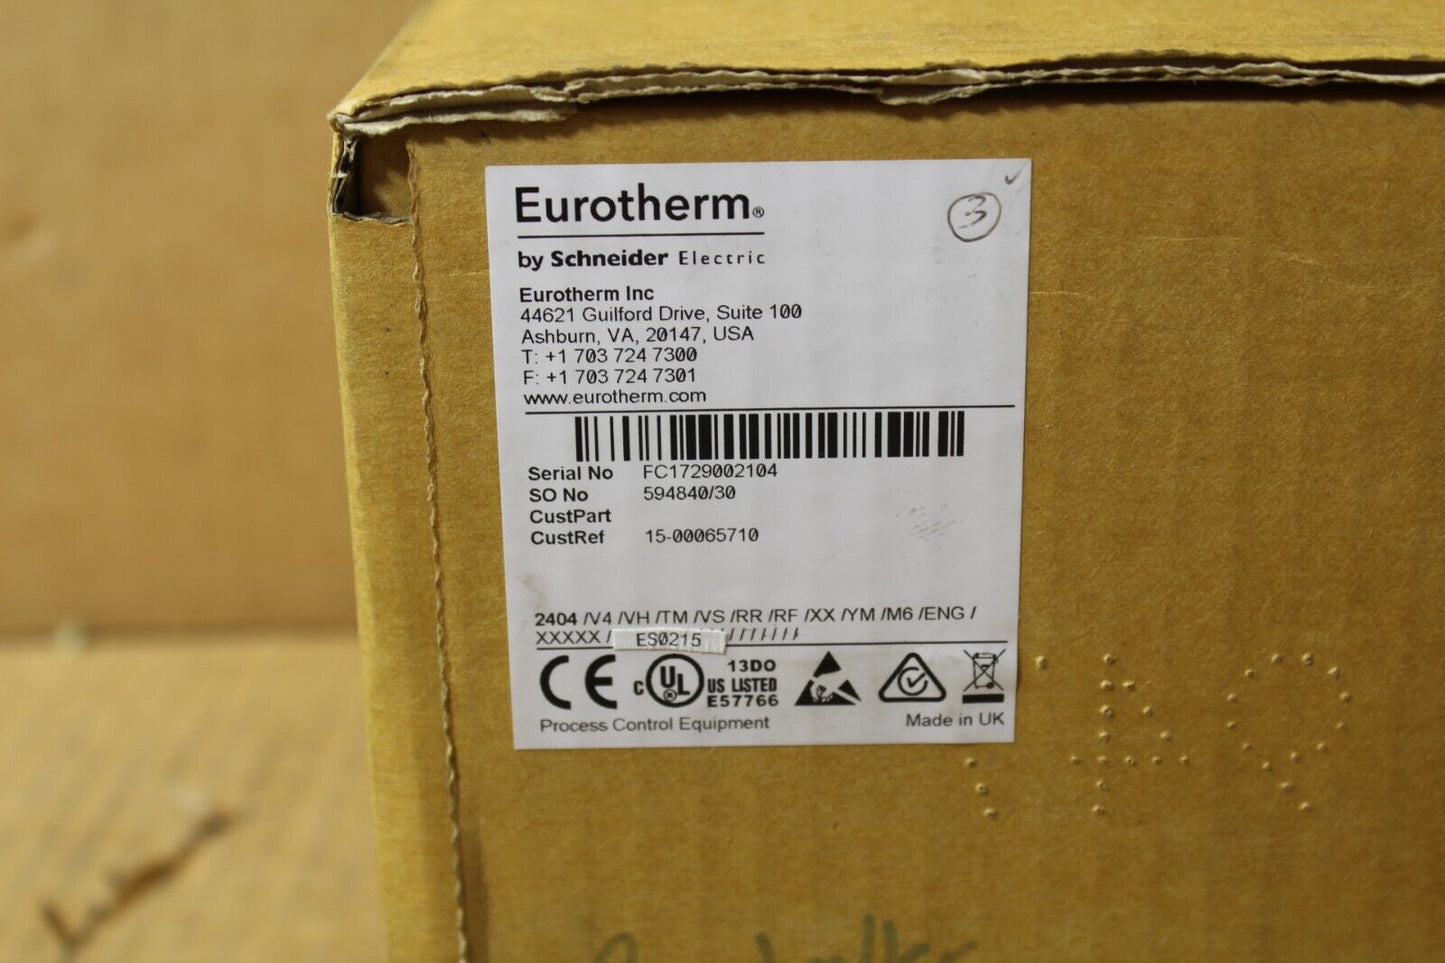 Eurotherm®
3
by Schneider Electric
Eurotherm Inc
44621 Guilford Drive, Suite 100
Ashburn, VA, 20147, USA
T: +1 703 724 7300
F: +1 703 724 7301
www.eurotherm.com
Serial No FC1729002104
SO No 594840/30
CustPart
CustRef 15-00065710
2404 /V4 /VH /TM /VS /RR /RF /XX /YM /M6 /ENG /
XXXXX / ES0215 / / / / / / /
CE C UL ® US LISTED 13DO E57766
Process Control Equipment Made in UK